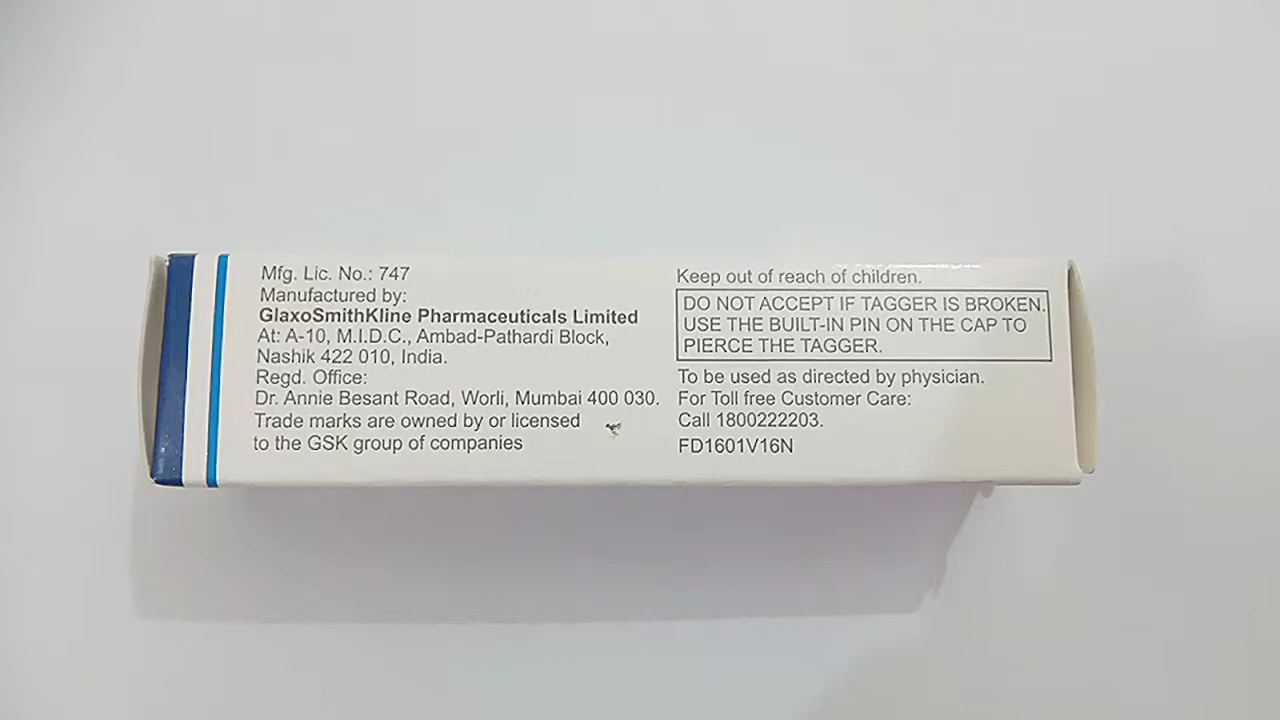 Mfg. Lic. No.: 747
Manufactured by:
GlaxoSmithKline Pharmaceuticals Limited
At: A-10, M.I.D.C., Ambad-Pathardi Block,
Nashik 422 010, India.
Regd. Office:
Dr. Annie Besant Road, Worli, Mumbai 400 030.
Trade marks are owned by or licensed
to the GSK group of companies
Keep out of reach of children.
DO NOT ACCEPT IF TAGGER IS BROKEN.
USE THE BUILT-IN PIN ON THE CAP TO
PIERCE THE TAGGER.
To be used as directed by physician.
For Toll free Customer Care:
Call 1800222203.
FD1601V16N